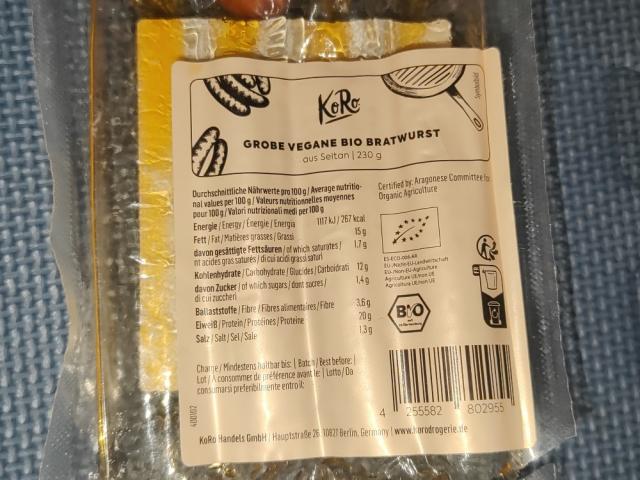 KoRo
Symbolbild
GROBE VEGANE BIO BRATWURST
aus Seitan | 230 g
Durchschnittliche Nährwerte pro 100 g / Average nutritio-
nal values per 100 g / Valeurs nutritionnelles moyennes
pour 100 g / Valori nutrizionali medi per 100 g
Energie / Energy / Énergie / Energia 1117 kJ / 267 kcal
Fett / Fat / Matières grasses / Grassi 15 g
davon gesättigte Fettsäuren / of which saturates /
nt acides gras saturés / di cui acidi grassi saturi 1,7 g
Kohlenhydrate / Carbohydrate / Glucides / Carboidrati 12 g
davon Zucker / of which sugars / dont sucres /
di cui zuccheri 1,4 g
Ballaststoffe / Fibre / Fibres alimentaires / Fibre 3,6 g
Eiweiß / Protein / Protéines / Proteine 20 g
Salz / Salt / Sel / Sale 1,3 g
Certified by: Aragonese Committee for
Organic Agriculture
ES-ECO-006-AR
EU-/Nicht-EU-Landwirtschaft
EU-/Non-EU-Agriculture
Agriculture UE/non UE
Agricoltura UE/non UE
BIO
Charge / Mindestens haltbar bis: | Batch / Best before: |
Lot / À consommer de préférence avant le: | Lotto / Da
consumarsi preferibilmente entro il:
4 255582 802955
KoRo Handels GmbH / Hauptstraße 26, 10827 Berlin, Germany | www.korodrogerie.de